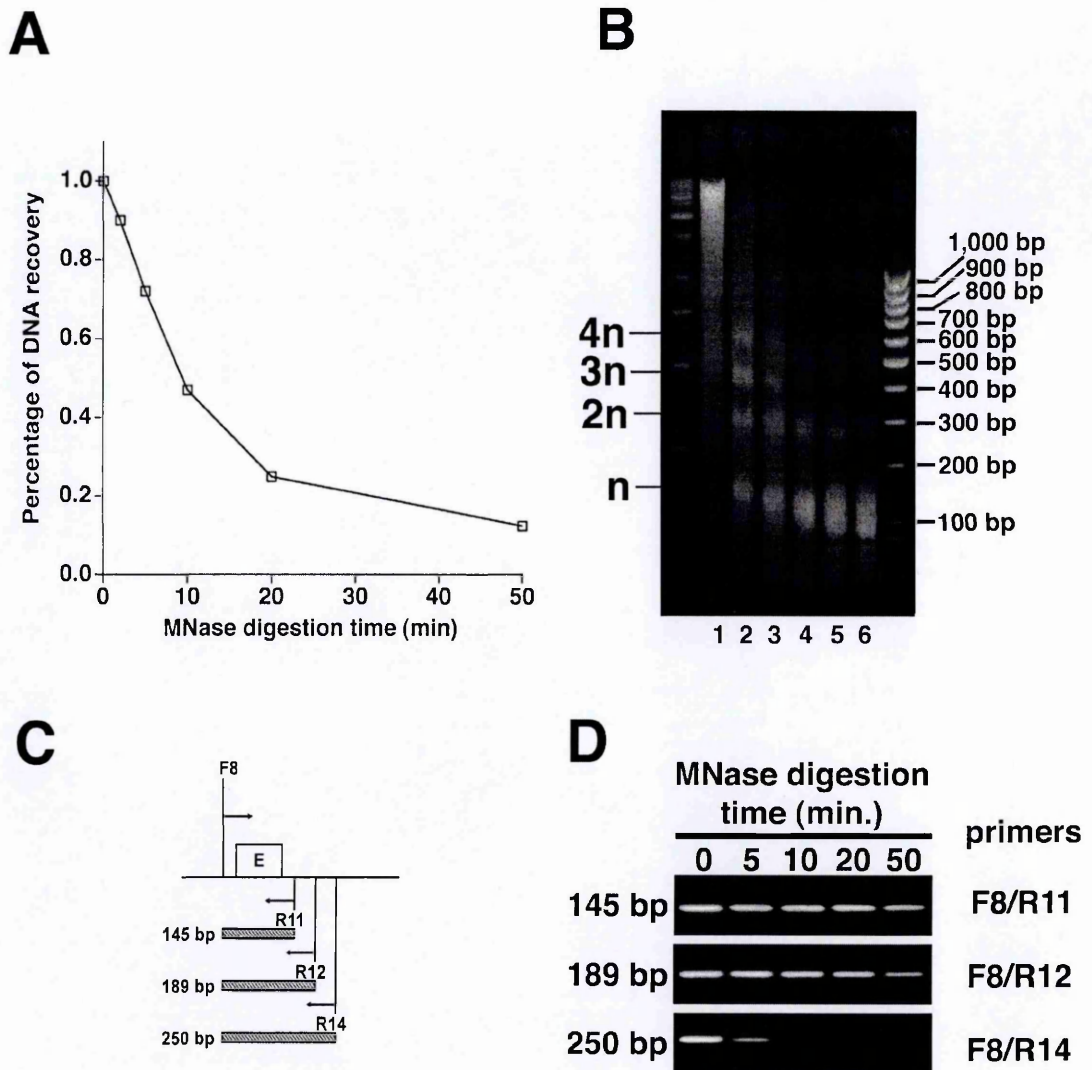 A
Percentage of DNA recovery
1.0
0.8
0.6
0.4
0.2
0.0
0 10 20 30 40 50
MNase digestion time (min)
B
4n
3n
2n
n
1,000 bp
900 bp
800 bp
700 bp
600 bp
500 bp
400 bp
300 bp
200 bp
100 bp
1 2 3 4 5 6
C
F8
E
R11
145 bp
R12
189 bp
R14
250 bp
D
MNase digestion
time (min.)
primers
0 5 10 20 50
145 bp F8/R11
189 bp F8/R12
250 bp F8/R14